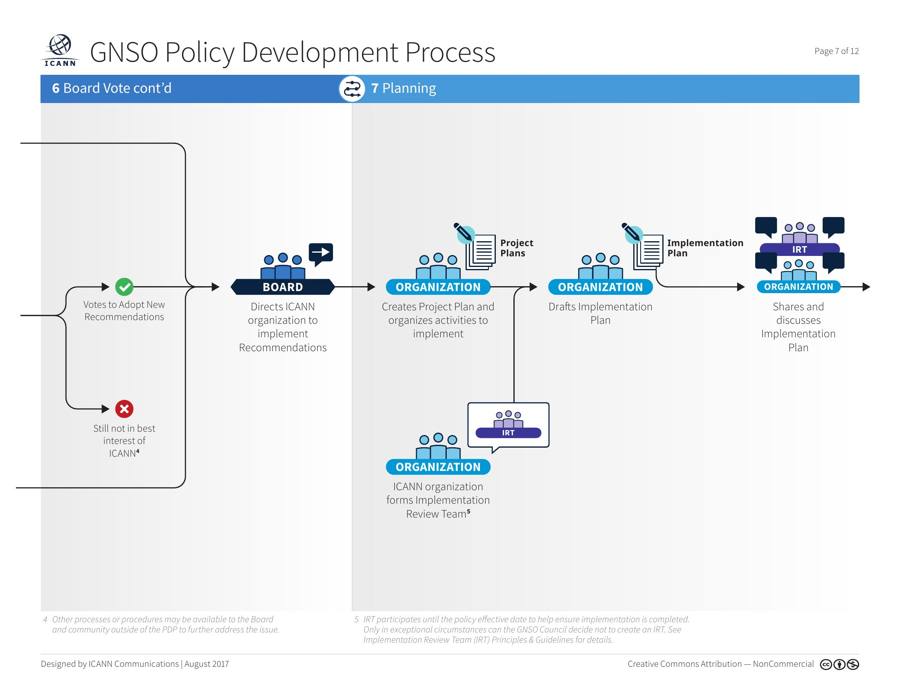 ICANN
GNSO Policy Development Process
Page 7 of 12
6 Board Vote cont’d
7 Planning
Votes to Adopt New
Recommendations
Still not in best
interest of
ICANN4
BOARD
Directs ICANN
organization to
implement
Recommendations
Project
Plans
ORGANIZATION
Creates Project Plan and
organizes activities to
implement
IRT
ORGANIZATION
ICANN organization
forms Implementation
Review Team5
Implementation
Plan
ORGANIZATION
Drafts Implementation
Plan
IRT
ORGANIZATION
Shares and
discusses
Implementation
Plan
4 Other processes or procedures may be available to the Board
and community outside of the PDP to further address the issue.
5 IRT participates until the policy effective date to help ensure implementation is completed.
Only in exceptional circumstances can the GNSO Council decide not to create an IRT. See
Implementation Review Team (IRT) Principles & Guidelines for details.
Designed by ICANN Communications | August 2017
Creative Commons Attribution — NonCommercial